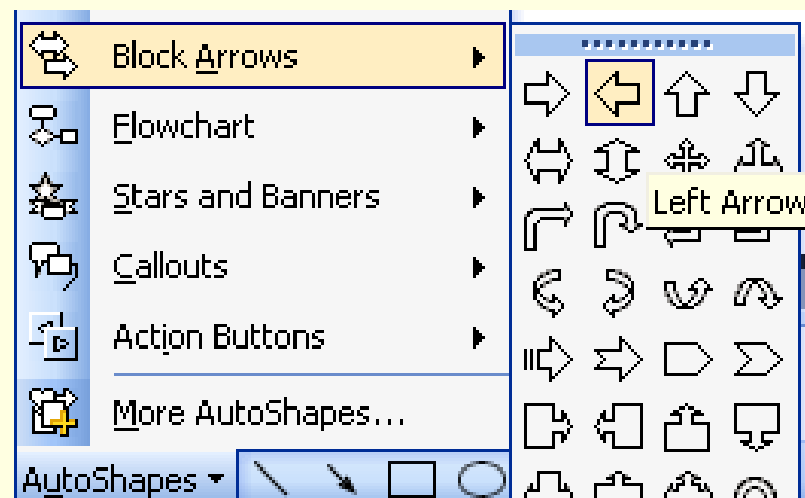 Block Arrows
Flowchart
Stars and Banners
Callouts
Action Buttons
More AutoShapes...
AutoShapes
Left Arrow